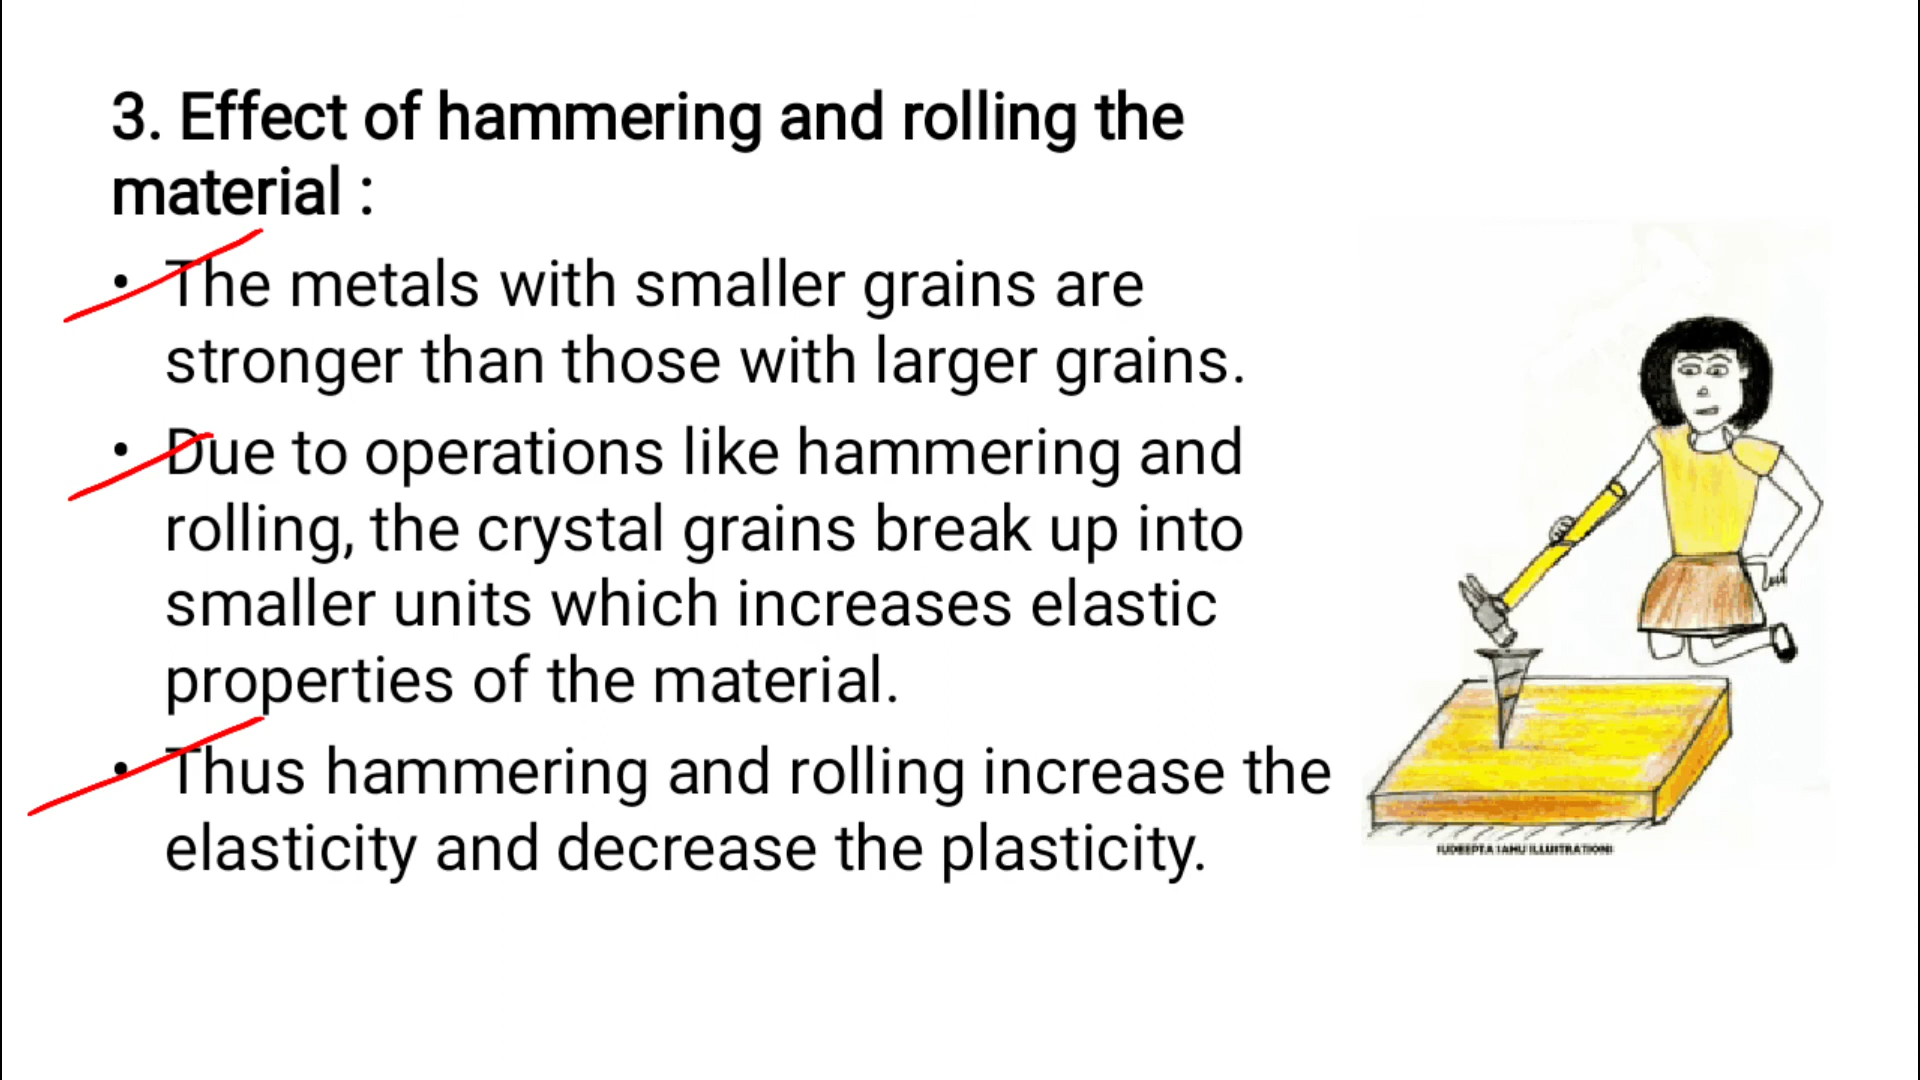 3. Effect of hammering and rolling the
material :
• The metals with smaller grains are
stronger than those with larger grains.
• Due to operations like hammering and
rolling, the crystal grains break up into
smaller units which increases elastic
properties of the material.
• Thus hammering and rolling increase the
elasticity and decrease the plasticity.